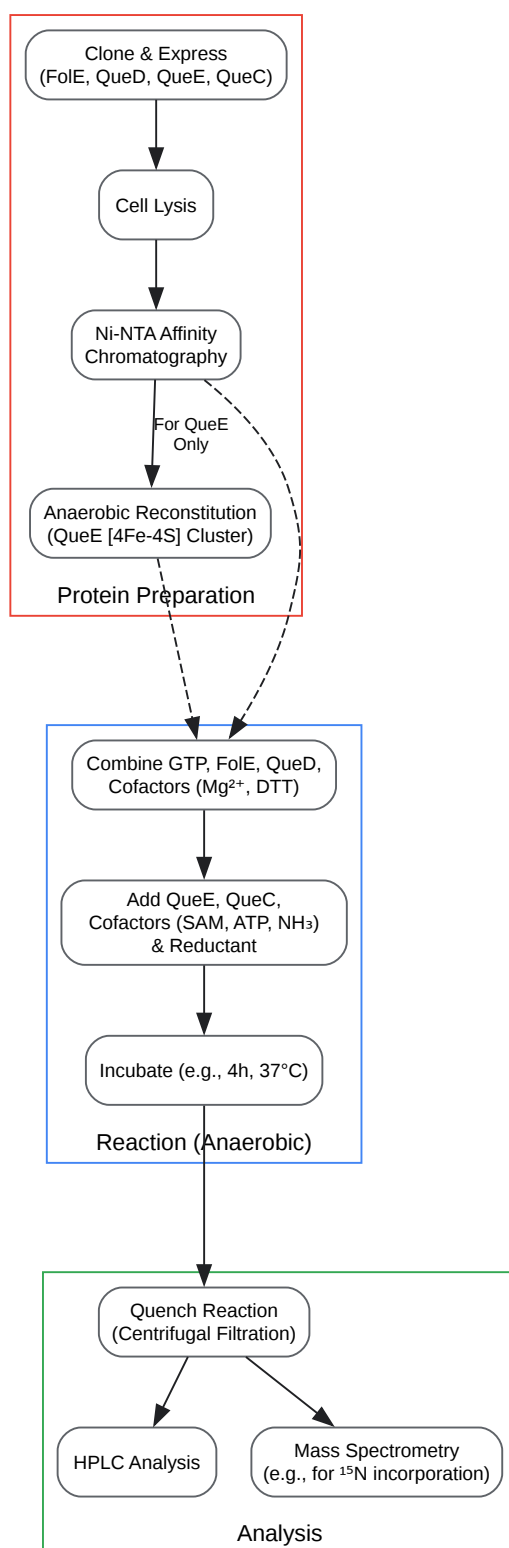 Clone & Express
(FolE, QueD, QueE, QueC)
Cell Lysis
Ni-NTA Affinity
Chromatography
For QueE
Only
Anaerobic Reconstitution
(QueE [4Fe-4S] Cluster)
Protein Preparation
Combine GTP, FolE, QueD,
Cofactors (Mg²⁺, DTT)
Add QueE, QueC,
Cofactors (SAM, ATP, NH₃)
& Reductant
Incubate (e.g., 4h, 37°C)
Reaction (Anaerobic)
Quench Reaction
(Centrifugal Filtration)
HPLC Analysis
Mass Spectrometry
(e.g., for ¹⁵N incorporation)
Analysis